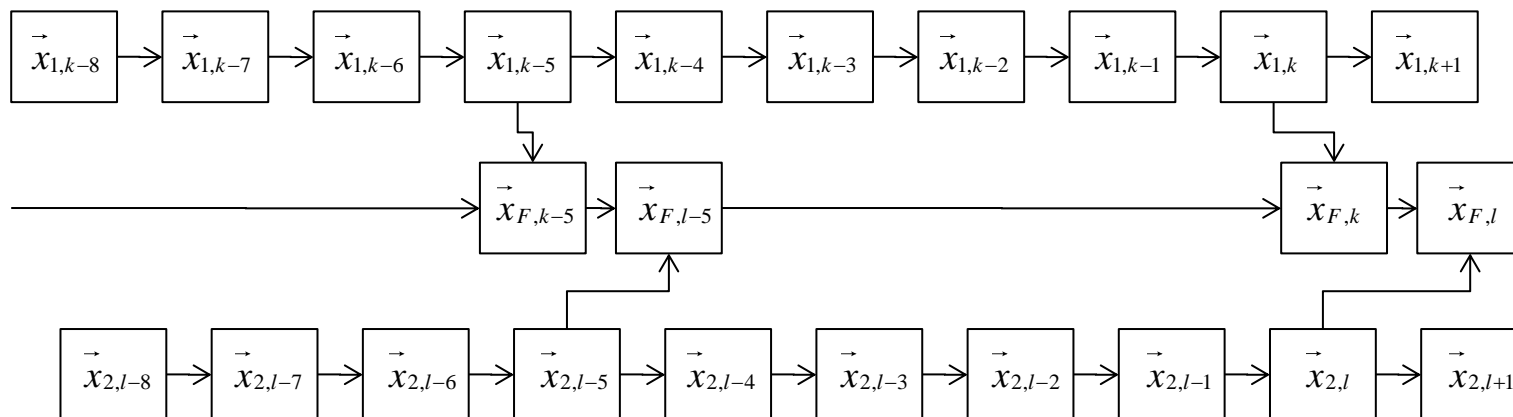 x⃗1,k−8 x⃗1,k−7 x⃗1,k−6 x⃗1,k−5 x⃗1,k−4 x⃗1,k−3 x⃗1,k−2 x⃗1,k−1 x⃗1,k x⃗1,k+1
x⃗F,k−5 x⃗F,l−5 x⃗F,k x⃗F,l
x⃗2,l−8 x⃗2,l−7 x⃗2,l−6 x⃗2,l−5 x⃗2,l−4 x⃗2,l−3 x⃗2,l−2 x⃗2,l−1 x⃗2,l x⃗2,l+1